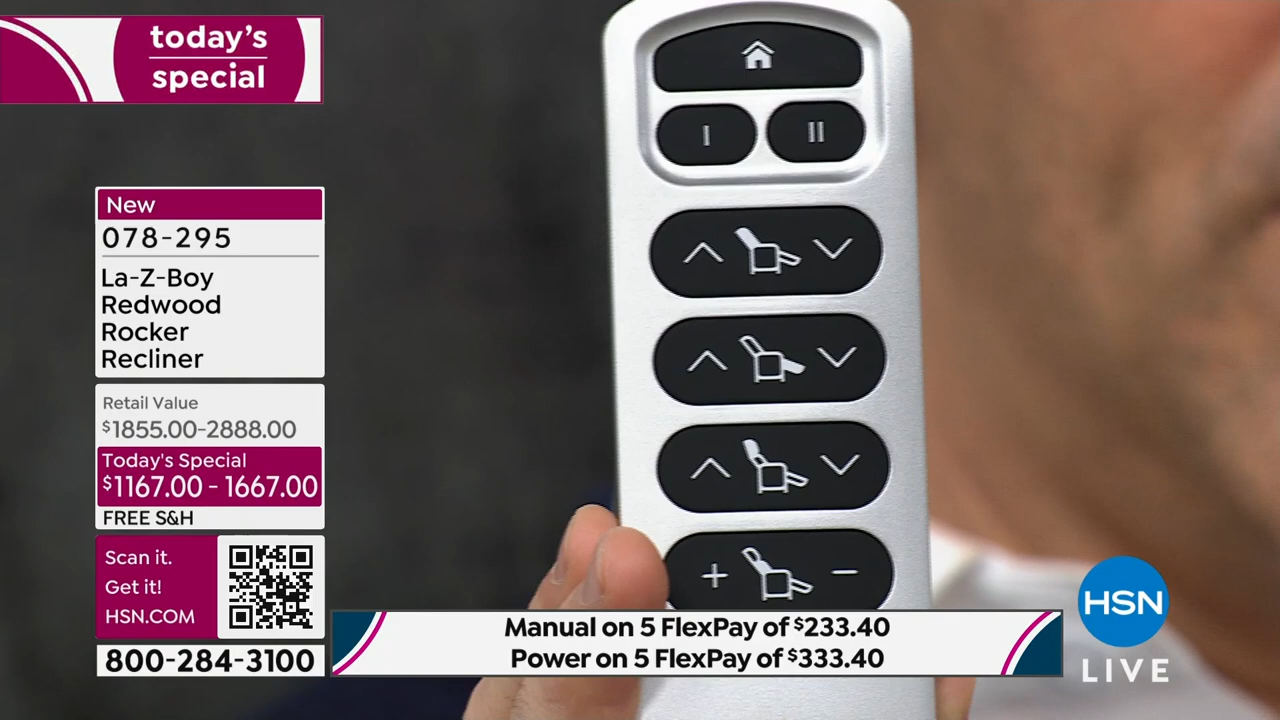 today's
special
New
078-295
La-Z-Boy
Redwood
Rocker
Recliner
Retail Value
$1855.00-2888.00
Today's Special
$1167.00 - 1667.00
FREE S&H
Scan it.
Get it!
HSN.COM
800-284-3100
I II
+ −
Manual on 5 FlexPay of $233.40
Power on 5 FlexPay of $333.40
HSN
LIVE